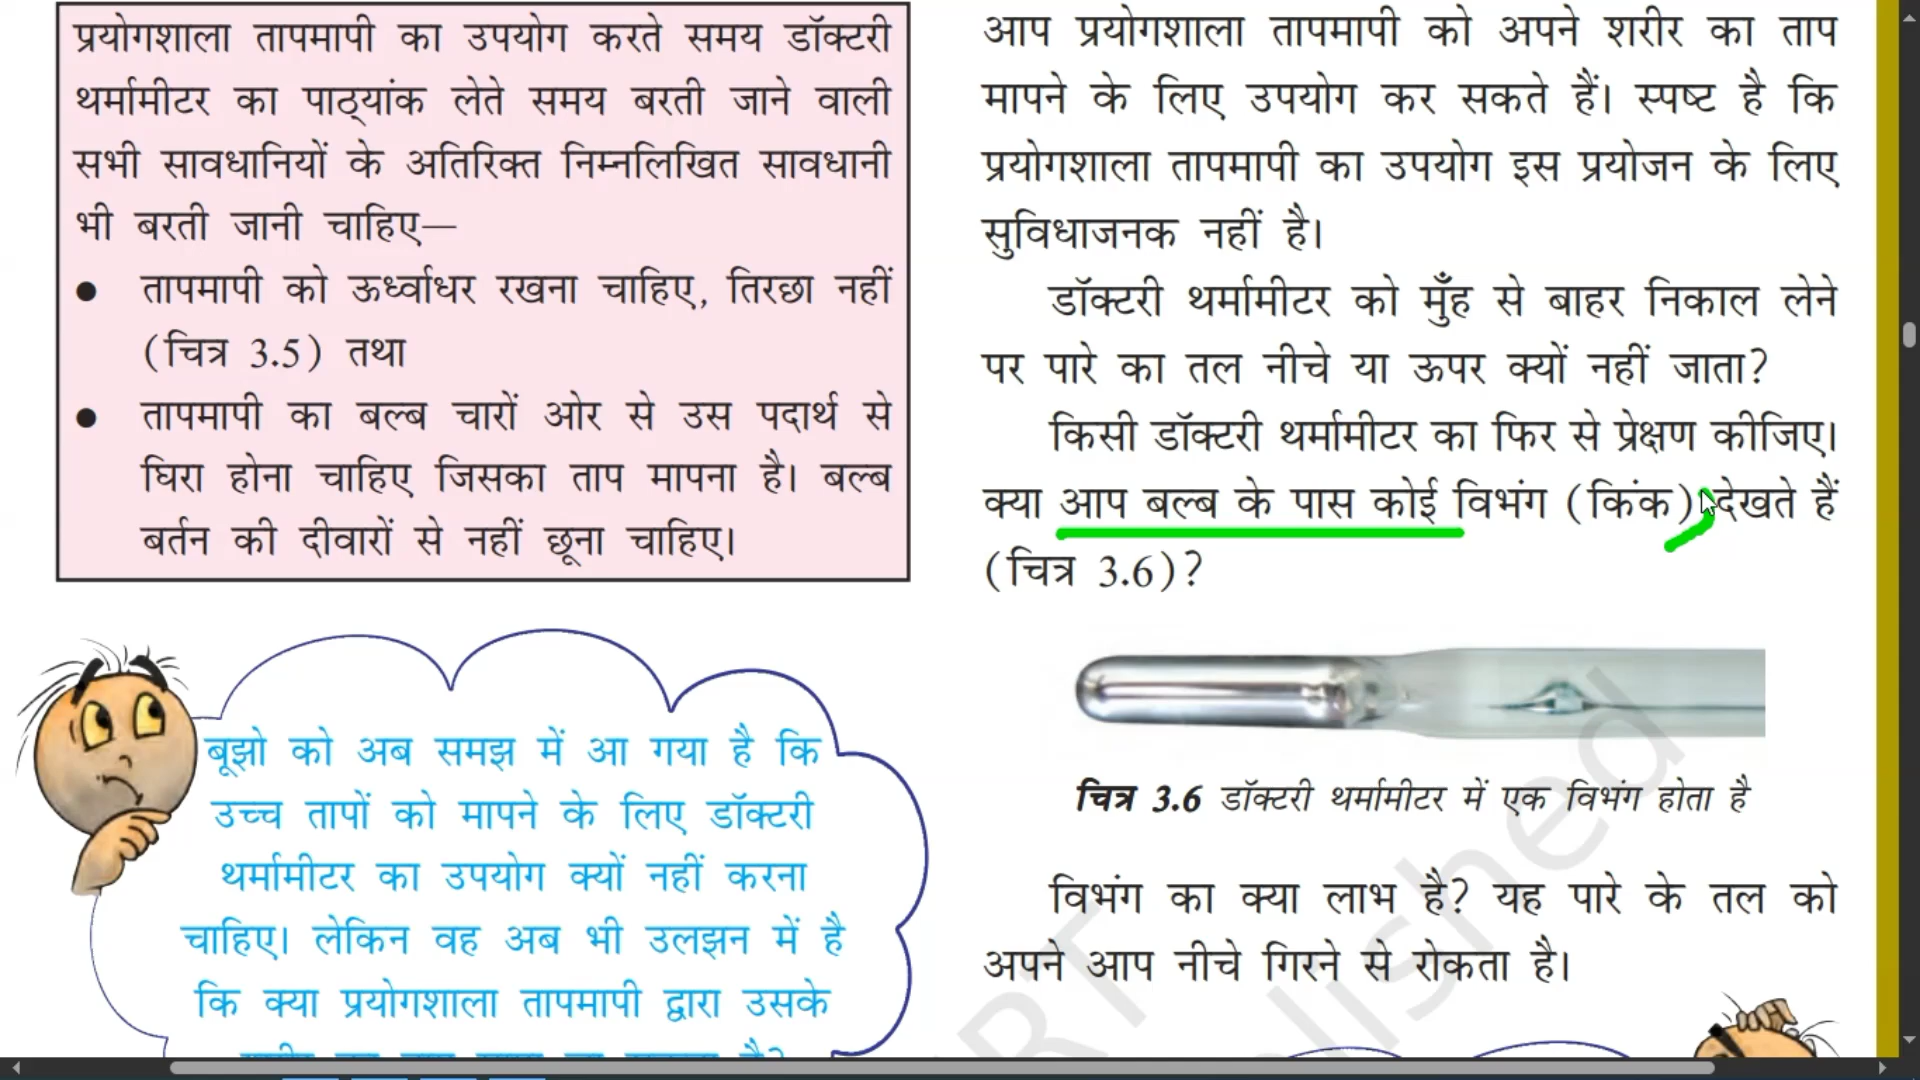 प्रयोगशाला तापमापी का उपयोग करते समय डॉक्टरी
थर्मामीटर का पाठ्यांक लेते समय बरती जाने वाली
सभी सावधानियों के अतिरिक्त निम्नलिखित सावधानी
भी बरती जानी चाहिए—
● तापमापी को ऊर्ध्वाधर रखना चाहिए, तिरछा नहीं
(चित्र 3.5) तथा
● तापमापी का बल्ब चारों ओर से उस पदार्थ से
घिरा होना चाहिए जिसका ताप मापना है। बल्ब
बर्तन की दीवारों से नहीं छूना चाहिए।
बूझो को अब समझ में आ गया है कि
उच्च तापों को मापने के लिए डॉक्टरी
थर्मामीटर का उपयोग क्यों नहीं करना
चाहिए। लेकिन वह अब भी उलझन में है
कि क्या प्रयोगशाला तापमापी द्वारा उसके
आप प्रयोगशाला तापमापी को अपने शरीर का ताप
मापने के लिए उपयोग कर सकते हैं। स्पष्ट है कि
प्रयोगशाला तापमापी का उपयोग इस प्रयोजन के लिए
सुविधाजनक नहीं है।
डॉक्टरी थर्मामीटर को मुँह से बाहर निकाल लेने
पर पारे का तल नीचे या ऊपर क्यों नहीं जाता?
किसी डॉक्टरी थर्मामीटर का फिर से प्रेक्षण कीजिए।
क्या आप बल्ब के पास कोई विभंग (किंक) देखते हैं
(चित्र 3.6)?
चित्र 3.6 डॉक्टरी थर्मामीटर में एक विभंग होता है
विभंग का क्या लाभ है? यह पारे के तल को
अपने आप नीचे गिरने से रोकता है।